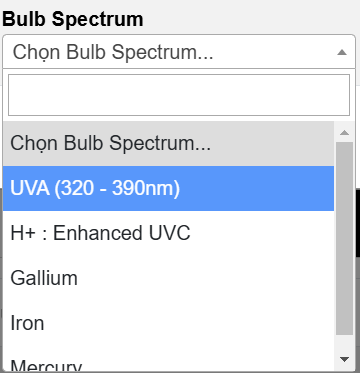 Bulb Spectrum
Chọn Bulb Spectrum...
Chọn Bulb Spectrum...
UVA (320 - 390nm)
H+ : Enhanced UVC
Gallium
Iron
Mercury